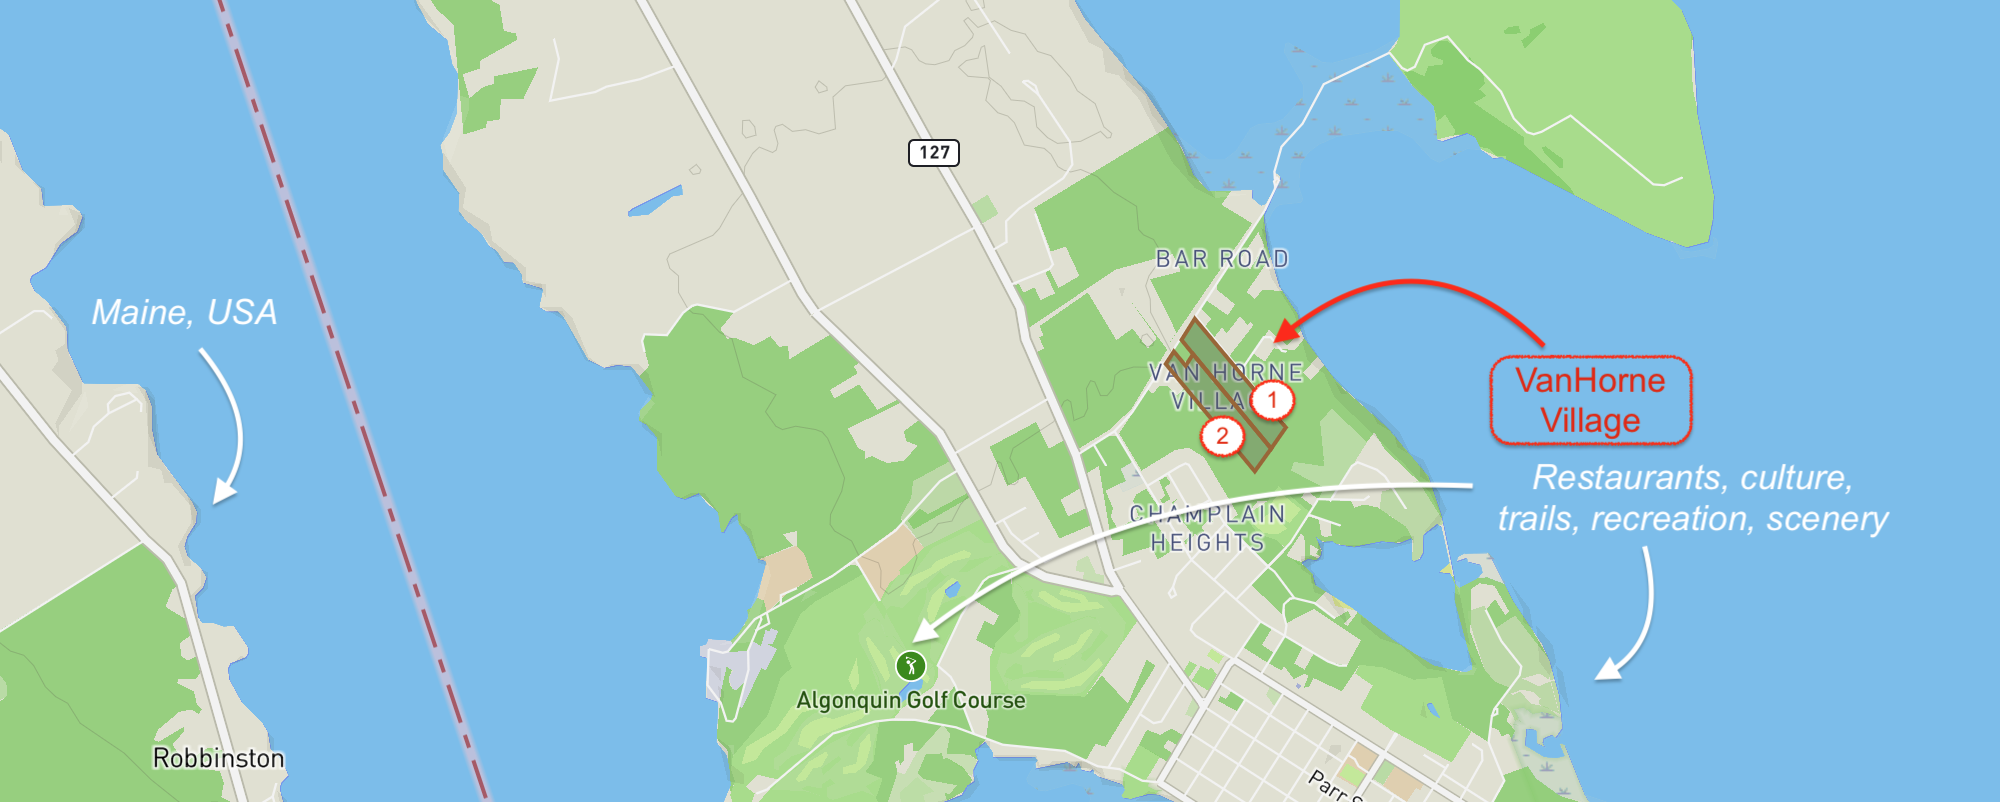 127
BAR ROAD
Maine, USA
VAN HORNE
VILLA
1
2
VanHorne
Village
Restaurants, culture,
trails, recreation, scenery
CHAMPLAIN
HEIGHTS
Algonquin Golf Course
Robbinston
Parr S